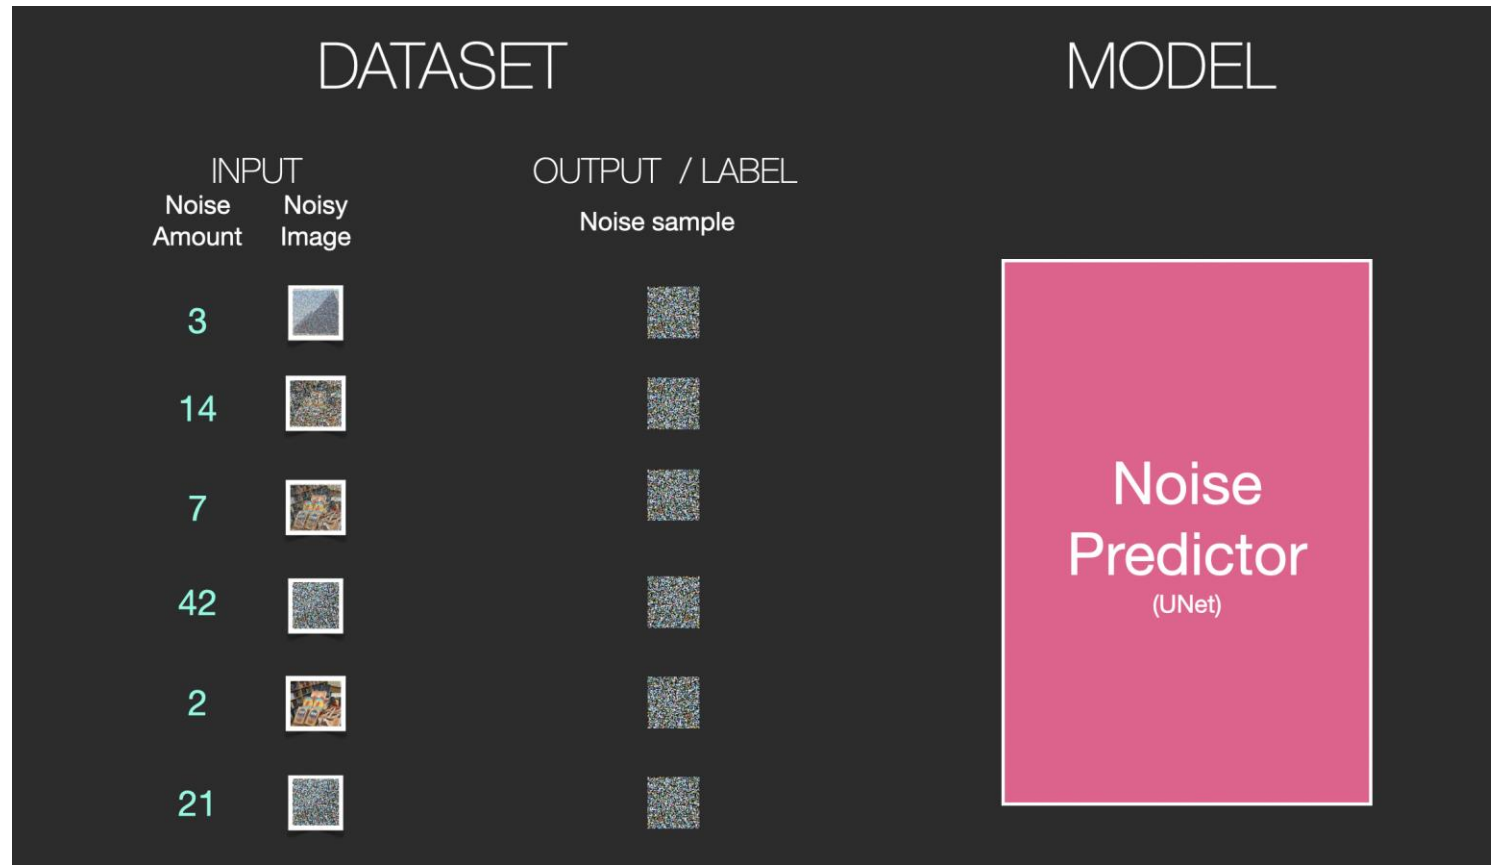 DATASET
MODEL
INPUT
OUTPUT / LABEL
Noise Amount
Noisy Image
Noise sample
3
14
7
42
2
21
Noise
Predictor
(UNet)